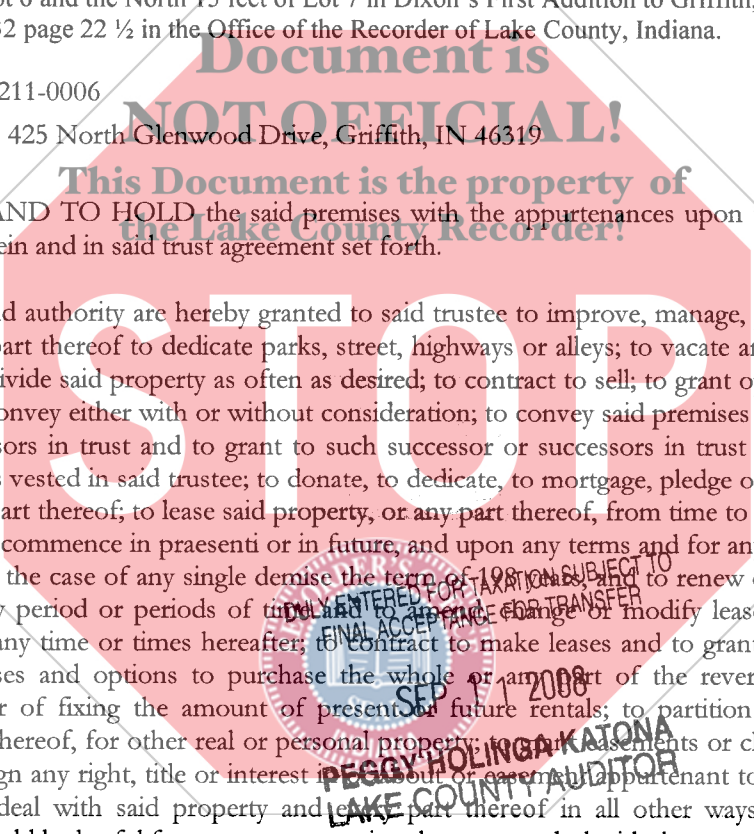 ot 6 and the North 15 feet of Lot 7 in Dixon's First Addition to Griffith,
2 page 22 ½ in the Office of the Recorder of Lake County, Indiana.
Document is
211-0006
NOT OFFICIAL!
425 North Glenwood Drive, Griffith, IN 46319
This Document is the property of
AND TO HOLD the said premises with the appurtenances upon
the Lake County Recorder!
ein and in said trust agreement set forth.
STOP
d authority are hereby granted to said trustee to improve, manage,
part thereof to dedicate parks, street, highways or alleys; to vacate a
ivide said property as often as desired; to contract to sell; to grant o
onvey either with or without consideration; to convey said premises
sors in trust and to grant to such successor or successors in trust
s vested in said trustee; to donate, to dedicate, to mortgage, pledge o
art thereof; to lease said property, or any part thereof, from time to
commence in praesenti or in future, and upon any terms and for an
the case of any single demise the term of 198 years, and to renew
y period or periods of time and to amend, change or modify leas
any time or times hereafter; to contract to make leases and to gran
ses and options to purchase the whole or any part of the rever
r of fixing the amount of present or future rentals; to partition
hereof, for other real or personal property; to grant easements or c
gn any right, title or interest in or about or easement appurtenant to
deal with said property and every part thereof in all other ways
DULY ENTERED FOR TAXATION SUBJECT TO
FINAL ACCEPTANCE FOR TRANSFER
SEP 11 2008
PEGGY HOLINGA KATONA
LAKE COUNTY AUDITOR